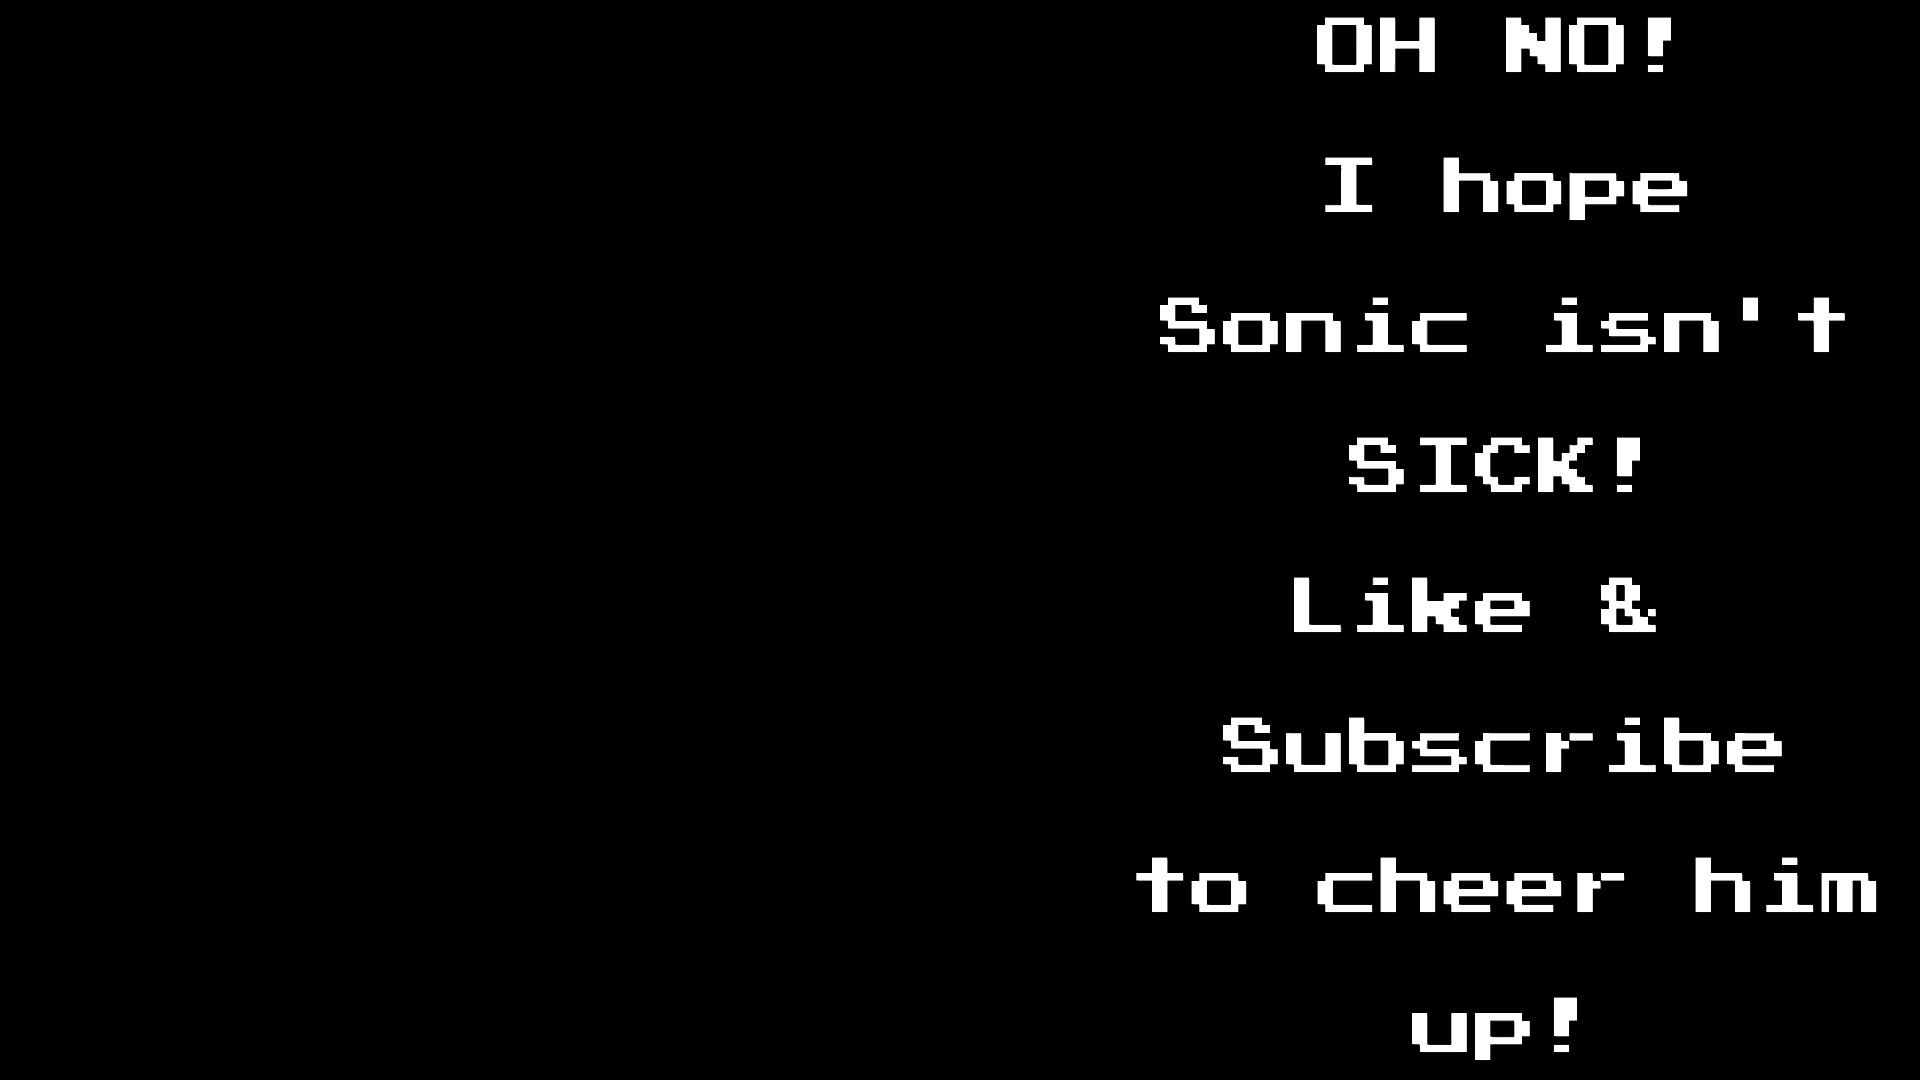 OH NO!
I hope
Sonic isn't
SICK!
Like &
Subscribe
to cheer him
up!